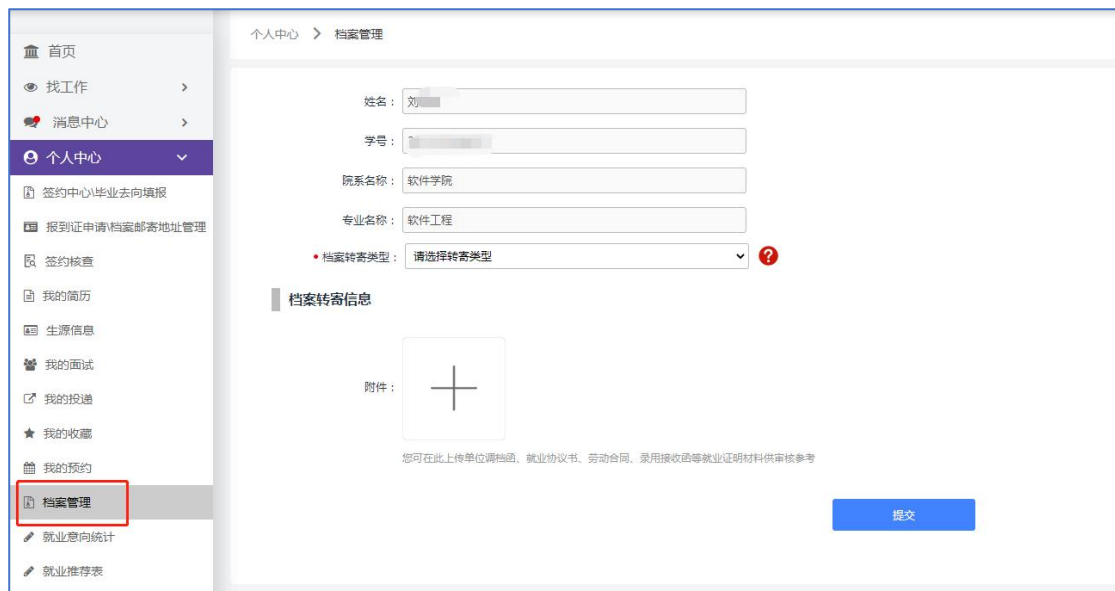 个人中心 > 档案管理
首页
找工作
消息中心
个人中心
签约中心\毕业去向填报
报到证申请\档案邮寄地址管理
签约核查
我的简历
生源信息
我的面试
我的投递
我的收藏
我的预约
档案管理
就业意向统计
就业推荐表
姓名：刘
学号：
院系名称：软件学院
专业名称：软件工程
•档案转寄类型：请选择转寄类型 ?
档案转寄信息
附件：
您可在此上传单位调档函、就业协议书、劳动合同、录用接收函等就业证明材料供审核参考
提交